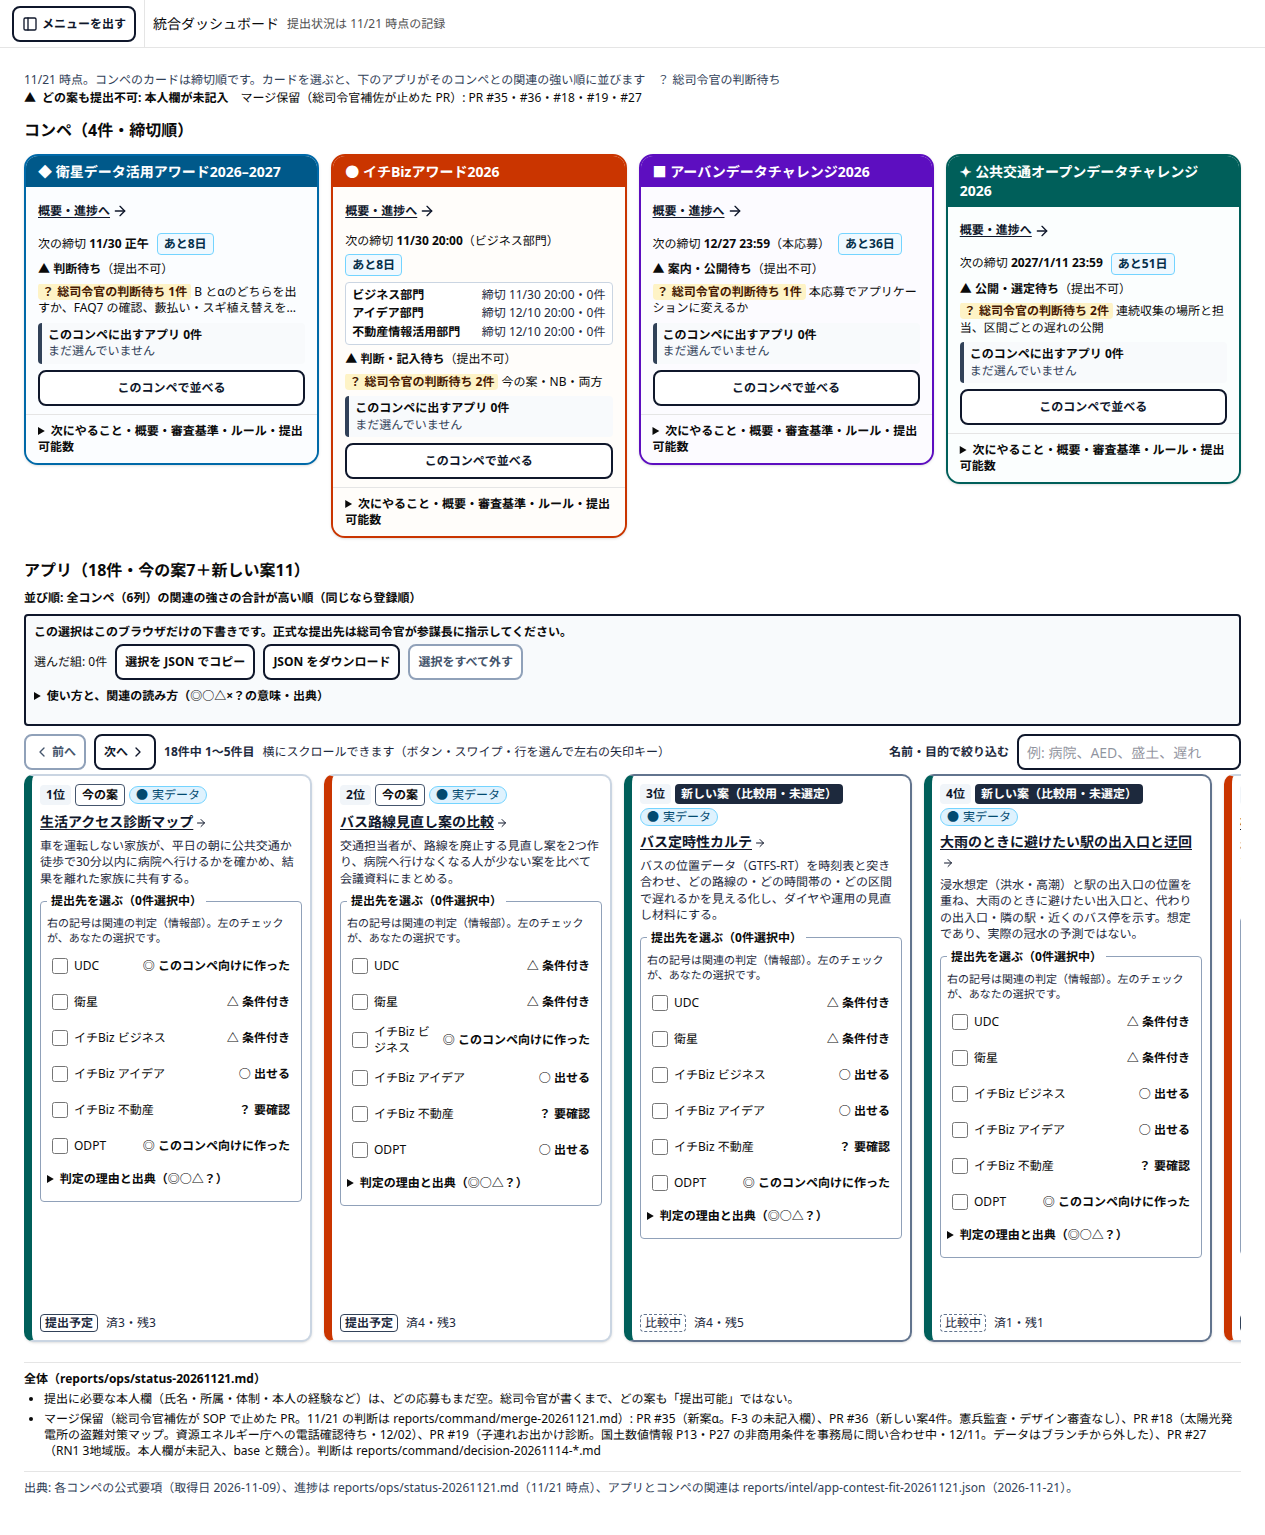 メニューを出す
統合ダッシュボード 提出状況は 11/21 時点の記録
11/21 時点。コンペのカードは締切順です。カードを選ぶと、下のアプリがそのコンペとの関連の強い順に並びます ？ 総司令官の判断待ち
▲ どの案も提出不可: 本人欄が未記入 マージ保留（総司令官補佐が止めた PR）: PR #35・#36・#18・#19・#27
コンペ（4件・締切順）
◆ 衛星データ活用アワード2026–2027
概要・進捗へ →
次の締切 11/30 正午 あと8日
▲ 判断待ち（提出不可）
？ 総司令官の判断待ち 1件 B とαのどちらを出
すか、FAQ7 の確認、藪払い・スギ植え替えを…
このコンペに出すアプリ 0件
まだ選んでいません
このコンペで並べる
▶ 次にやること・概要・審査基準・ルール・提出
可能数
● イチBizアワード2026
概要・進捗へ →
次の締切 11/30 20:00（ビジネス部門）
あと8日
ビジネス部門 締切 11/30 20:00・0件
アイデア部門 締切 12/10 20:00・0件
不動産情報活用部門 締切 12/10 20:00・0件
▲ 判断・記入待ち（提出不可）
？ 総司令官の判断待ち 2件 今の案・NB・両方
このコンペに出すアプリ 0件
まだ選んでいません
このコンペで並べる
▶ 次にやること・概要・審査基準・ルール・提出
可能数
■ アーバンデータチャレンジ2026
概要・進捗へ →
次の締切 12/27 23:59（本応募） あと36日
▲ 案内・公開待ち（提出不可）
？ 総司令官の判断待ち 1件 本応募でアプリケー
ションに変えるか
このコンペに出すアプリ 0件
まだ選んでいません
このコンペで並べる
▶ 次にやること・概要・審査基準・ルール・提出
可能数
✦ 公共交通オープンデータチャレンジ
2026
概要・進捗へ →
次の締切 2027/1/11 23:59 あと51日
▲ 公開・選定待ち（提出不可）
？ 総司令官の判断待ち 2件 連続収集の場所と担
当、区間ごとの遅れの公開
このコンペに出すアプリ 0件
まだ選んでいません
このコンペで並べる
▶ 次にやること・概要・審査基準・ルール・提出
可能数
アプリ（18件・今の案7＋新しい案11）
並び順: 全コンペ（6列）の関連の強さの合計が高い順（同じなら登録順）
この選択はこのブラウザだけの下書きです。正式な提出先は総司令官が参謀長に指示してください。
選んだ組: 0件 選択を JSON でコピー JSON をダウンロード 選択をすべて外す
▶ 使い方と、関連の読み方（◎○△×？の意味・出典）
前へ 次へ 18件中 1〜5件目 横にスクロールできます（ボタン・スワイプ・行を選んで左右の矢印キー） 名前・目的で絞り込む 例: 病院、AED、盛土、遅れ
1位 今の案 ● 実データ
生活アクセス診断マップ →
車を運転しない家族が、平日の朝に公共交通か
徒歩で30分以内に病院へ行けるかを確かめ、結
果を離れた家族に共有する。
提出先を選ぶ（0件選択中）
右の記号は関連の判定（情報部）。左のチェック
が、あなたの選択です。
UDC ◎ このコンペ向けに作った
衛星 △ 条件付き
イチBiz ビジネス △ 条件付き
イチBiz アイデア ○ 出せる
イチBiz 不動産 ？ 要確認
ODPT ◎ このコンペ向けに作った
▶ 判定の理由と出典（◎○△？）
提出予定 済3・残3
2位 今の案 ● 実データ
バス路線見直し案の比較 →
交通担当者が、路線を廃止する見直し案を2つ作
り、病院へ行けなくなる人が少ない案を比べて
会議資料にまとめる。
提出先を選ぶ（0件選択中）
右の記号は関連の判定（情報部）。左のチェック
が、あなたの選択です。
UDC △ 条件付き
衛星 △ 条件付き
イチBiz ビ
ジネス ◎ このコンペ向けに作った
イチBiz アイデア ○ 出せる
イチBiz 不動産 ？ 要確認
ODPT ○ 出せる
▶ 判定の理由と出典（◎○△？）
提出予定 済4・残3
3位 新しい案（比較用・未選定）
● 実データ
バス定時性カルテ →
バスの位置データ（GTFS-RT）を時刻表と突き
合わせ、どの路線の・どの時間帯の・どの区間
で遅れるかを見える化し、ダイヤや運用の見直
し材料にする。
提出先を選ぶ（0件選択中）
右の記号は関連の判定（情報部）。左のチェック
が、あなたの選択です。
UDC △ 条件付き
衛星 △ 条件付き
イチBiz ビジネス ○ 出せる
イチBiz アイデア ○ 出せる
イチBiz 不動産 ？ 要確認
ODPT ◎ このコンペ向けに作った
▶ 判定の理由と出典（◎○△？）
比較中 済4・残5
4位 新しい案（比較用・未選定）
● 実データ
大雨のときに避けたい駅の出入口と迂回
→
浸水想定（洪水・高潮）と駅の出入口の位置を
重ね、大雨のときに避けたい出入口と、代わり
の出入口・隣の駅・近くのバス停を示す。想定
であり、実際の冠水の予測ではない。
提出先を選ぶ（0件選択中）
右の記号は関連の判定（情報部）。左のチェック
が、あなたの選択です。
UDC △ 条件付き
衛星 △ 条件付き
イチBiz ビジネス ○ 出せる
イチBiz アイデア ○ 出せる
イチBiz 不動産 ？ 要確認
ODPT ◎ このコンペ向けに作った
▶ 判定の理由と出典（◎○△？）
比較中 済1・残1
全体（reports/ops/status-20261121.md）
• 提出に必要な本人欄（氏名・所属・体制・本人の経験など）は、どの応募もまだ空。総司令官が書くまで、どの案も「提出可能」ではない。
• マージ保留（総司令官補佐が SOP で止めた PR。11/21 の判断は reports/command/merge-20261121.md）: PR #35（新案α。F-3 の未記入欄）、PR #36（新しい案4件。憲兵監査・デザイン審査なし）、PR #18（太陽光発
電所の盗難対策マップ。資源エネルギー庁への電話確認待ち・12/02）、PR #19（子連れお出かけ診断。国土数値情報 P13・P27 の非商用条件を事務局に問い合わせ中・12/11。データはブランチから外した）、PR #27
（RN1 3地域版。本人欄が未記入、base と競合）。判断は reports/command/decision-20261114-*.md
出典: 各コンペの公式要項（取得日 2026-11-09）、進捗は reports/ops/status-20261121.md（11/21 時点）、アプリとコンペの関連は reports/intel/app-contest-fit-20261121.json（2026-11-21）。